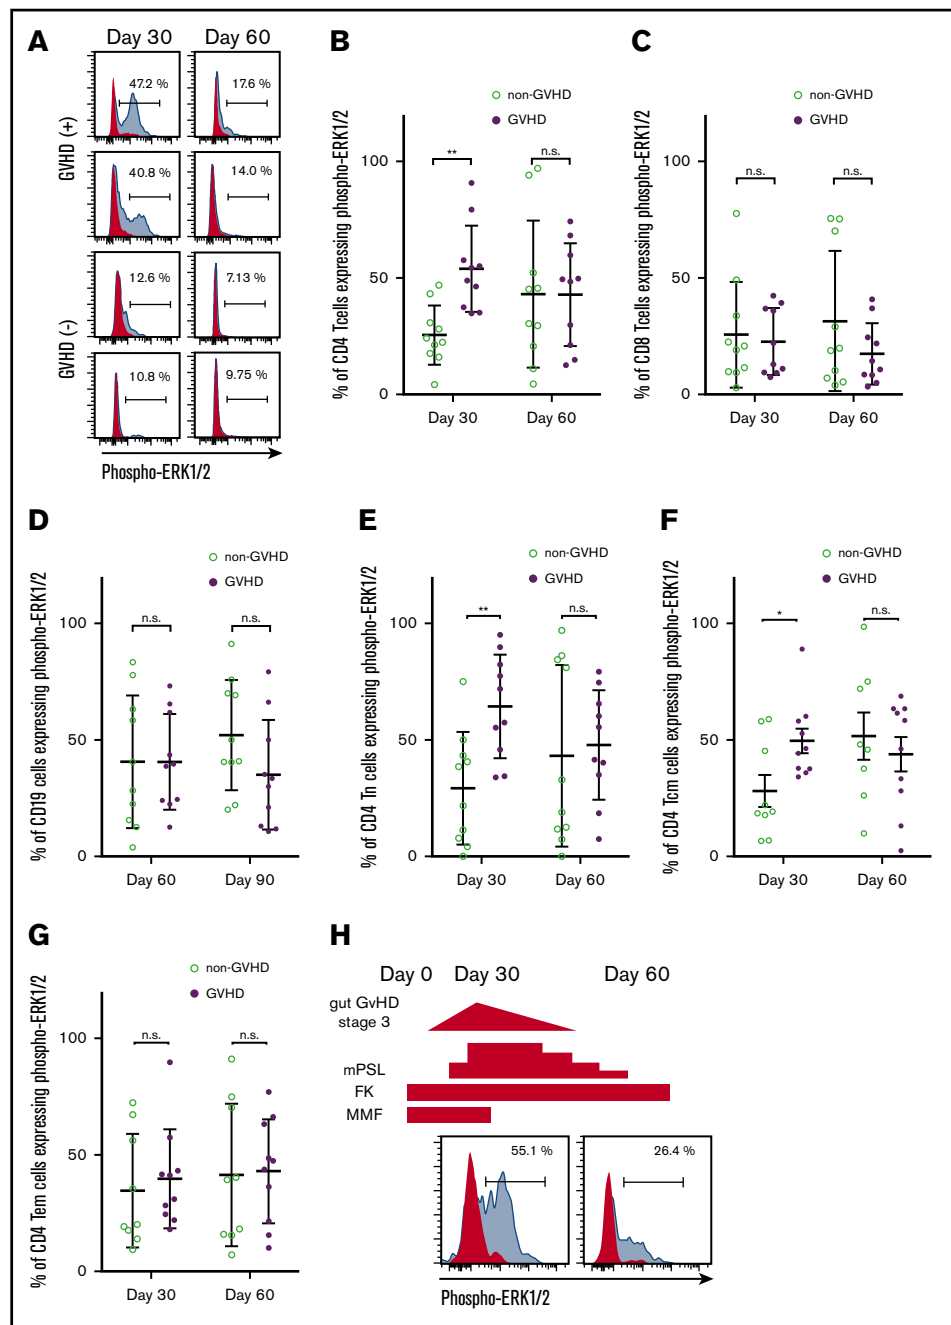 A
Day 30
Day 60
GVHD (+)
47.2 %
17.6 %
40.8 %
14.0 %
GVHD (-)
12.6 %
7.13 %
10.8 %
9.75 %
Phospho-ERK1/2
B
non-GVHD
GVHD
% of CD4 Tcells expressing phospho-ERK1/2
100
50
0
**
n.s.
Day 30
Day 60
C
non-GVHD
GVHD
% of CD8 Tcells expressing phospho-ERK1/2
100
50
0
n.s.
n.s.
Day 30
Day 60
D
non-GVHD
GVHD
% of CD19 cells expressing phospho-ERK1/2
100
50
0
n.s.
n.s.
Day 60
Day 90
E
non-GVHD
GVHD
% of CD4 Tn cells expressing phospho-ERK1/2
100
50
0
**
n.s.
Day 30
Day 60
F
non-GVHD
GVHD
% of CD4 Tcm cells expressing phospho-ERK1/2
100
50
0
*
n.s.
Day 30
Day 60
G
non-GVHD
GVHD
% of CD4 Tem cells expressing phospho-ERK1/2
100
50
0
n.s.
n.s.
Day 30
Day 60
H
Day 0
Day 30
Day 60
gut GvHD
stage 3
mPSL
FK
MMF
55.1 %
26.4 %
Phospho-ERK1/2